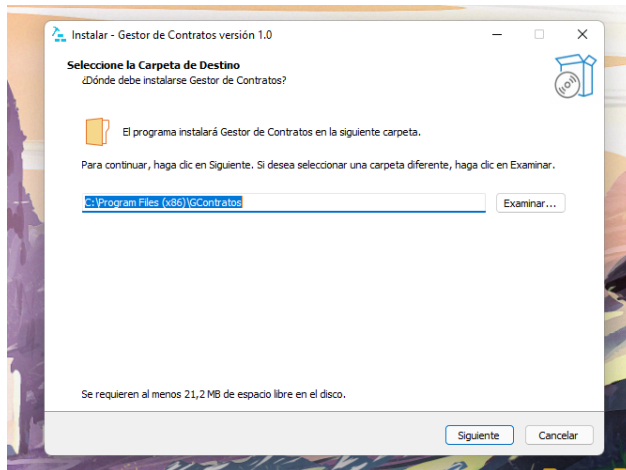 Instalar - Gestor de Contratos versión 1.0
Seleccione la Carpeta de Destino
¿Dónde debe instalarse Gestor de Contratos?
El programa instalará Gestor de Contratos en la siguiente carpeta.
Para continuar, haga clic en Siguiente. Si desea seleccionar una carpeta diferente, haga clic en Examinar.
C:\Program Files (x86)\GContratos
Examinar...
Se requieren al menos 21,2 MB de espacio libre en el disco.
Siguiente
Cancelar